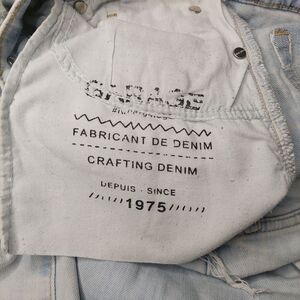 GARAGE
FABRICANT DE DENIM
CRAFTING DENIM
DEPUIS · SINCE
1975